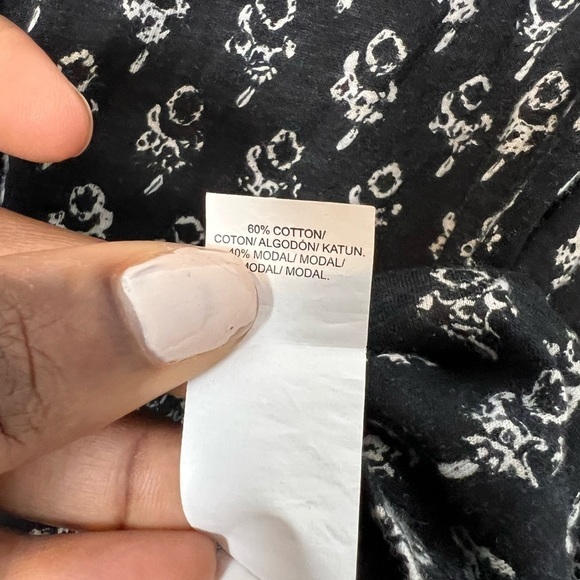 60% COTTON/
COTON/ ALGODÓN/ KATUN.
40% MODAL/ MODAL/
MODAL/ MODAL.